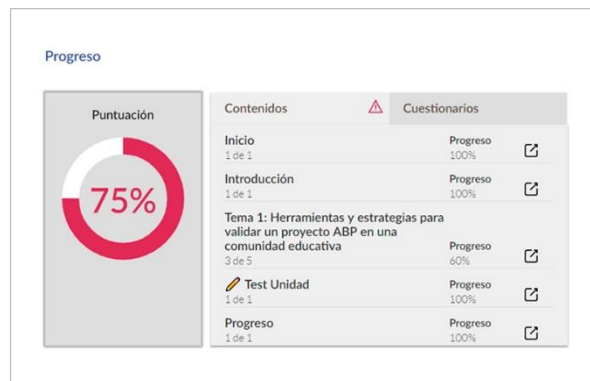 Progreso
Puntuación
75%
Contenidos
Cuestionarios
Inicio
Progreso
1 de 1
100%
Introducción
Progreso
1 de 1
100%
Tema 1: Herramientas y estrategias para
validar un proyecto ABP en una
comunidad educativa
Progreso
3 de 5
60%
Test Unidad
Progreso
1 de 1
100%
Progreso
Progreso
1 de 1
100%